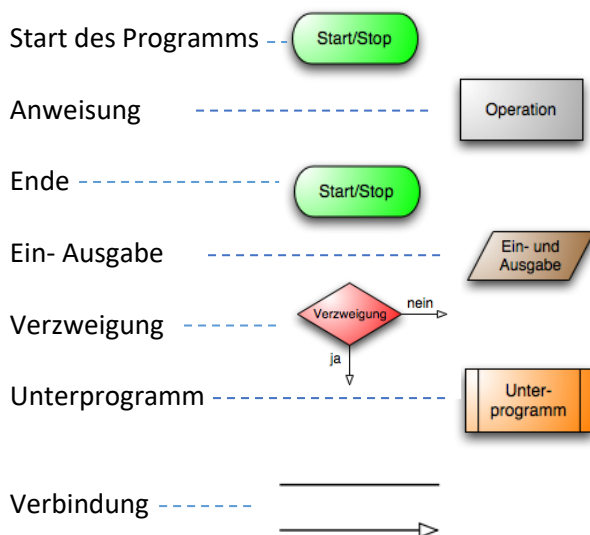 Start des Programms
Start/Stop
Anweisung
Operation
Ende
Start/Stop
Ein- Ausgabe
Ein- und
Ausgabe
Verzweigung
Verzweigung
nein
ja
Unterprogramm
Unter-
programm
Verbindung